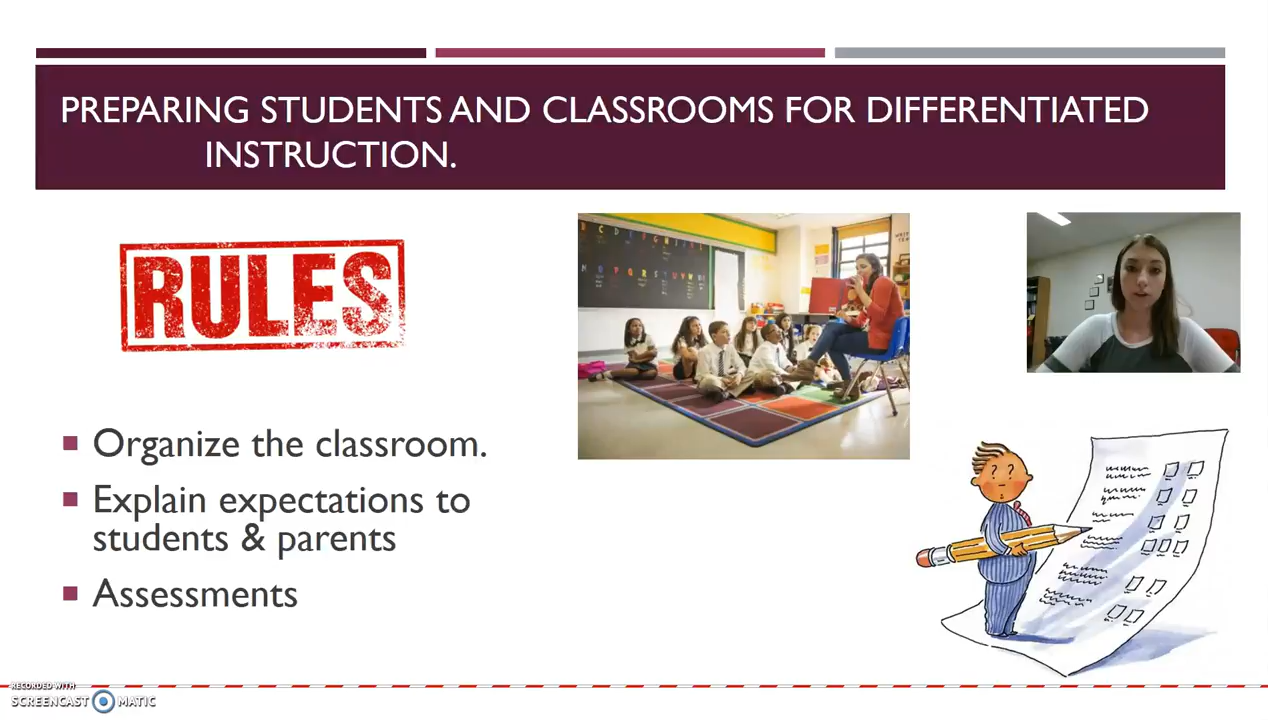 PREPARING STUDENTS AND CLASSROOMS FOR DIFFERENTIATED
INSTRUCTION.
RULES
Organize the classroom.
Explain expectations to
students & parents
Assessments
RECORDED WITH
SCREENCAST MATIC